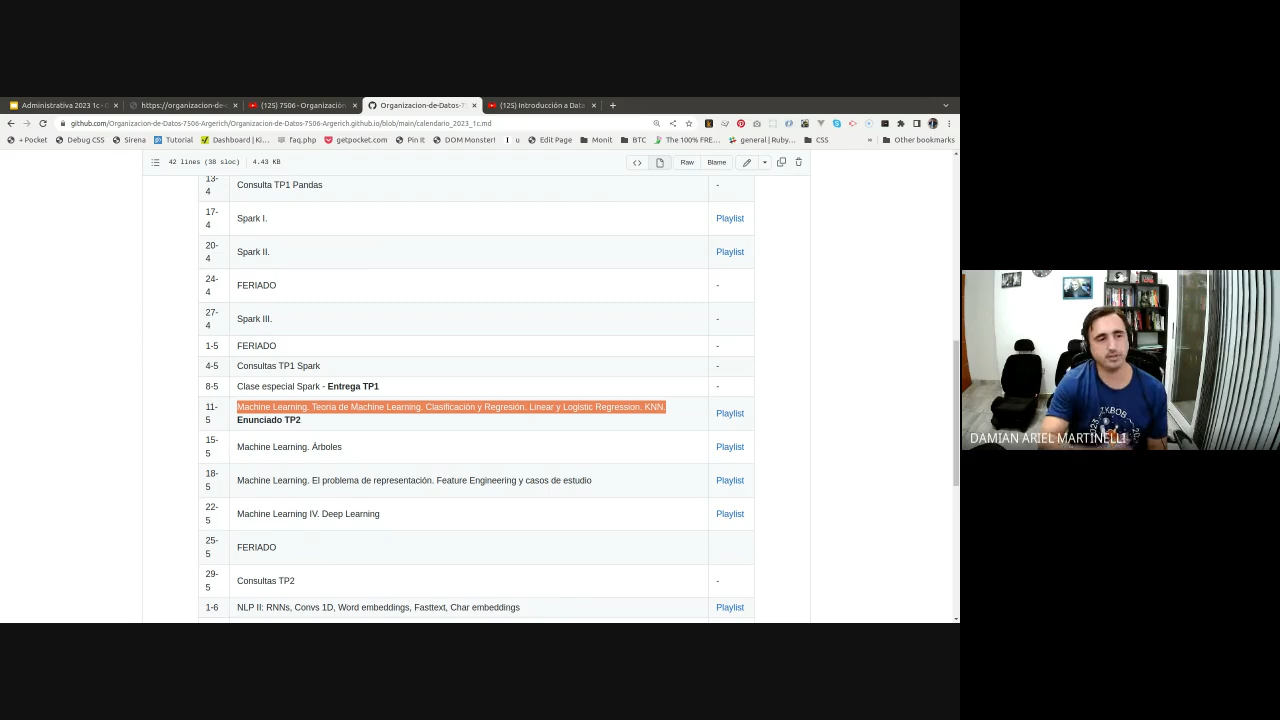 Administrativa 2023 1c - G
https://organizacion-de-
(125) 7506 - Organización
Organizacion-de-Datos-7
(125) Introducción a Data
github.com/Organizacion-de-Datos-7506-Argerich/Organizacion-de-Datos-7506-Argerich.github.io/blob/main/calendario_2023_1c.md
+Pocket
Debug CSS
Sirena
Tutorial
Dashboard | Ki...
faq.php
getpocket.com
Pin It
DOM Monster!
I
u
Edit Page
Monit
BTC
The 100% FRE...
general | Ruby...
CSS
»
Other bookmarks
42 lines (38 sloc)
4.43 KB
Raw
Blame
13-
4
Consulta TP1 Pandas
-
17-
4
Spark I.
Playlist
20-
4
Spark II.
Playlist
24-
4
FERIADO
-
27-
4
Spark III.
-
1-5
FERIADO
-
4-5
Consultas TP1 Spark
-
8-5
Clase especial Spark - Entrega TP1
-
11-
5
Machine Learning. Teoría de Machine Learning. Clasificación y Regresión. Linear y Logistic Regression. KNN.
Enunciado TP2
Playlist
15-
5
Machine Learning. Árboles
Playlist
18-
5
Machine Learning. El problema de representación. Feature Engineering y casos de estudio
Playlist
22-
5
Machine Learning IV. Deep Learning
Playlist
25-
5
FERIADO
29-
5
Consultas TP2
-
1-6
NLP II: RNNs, Convs 1D, Word embeddings, Fasttext, Char embeddings
Playlist
DAMIAN ARIEL MARTINELLI